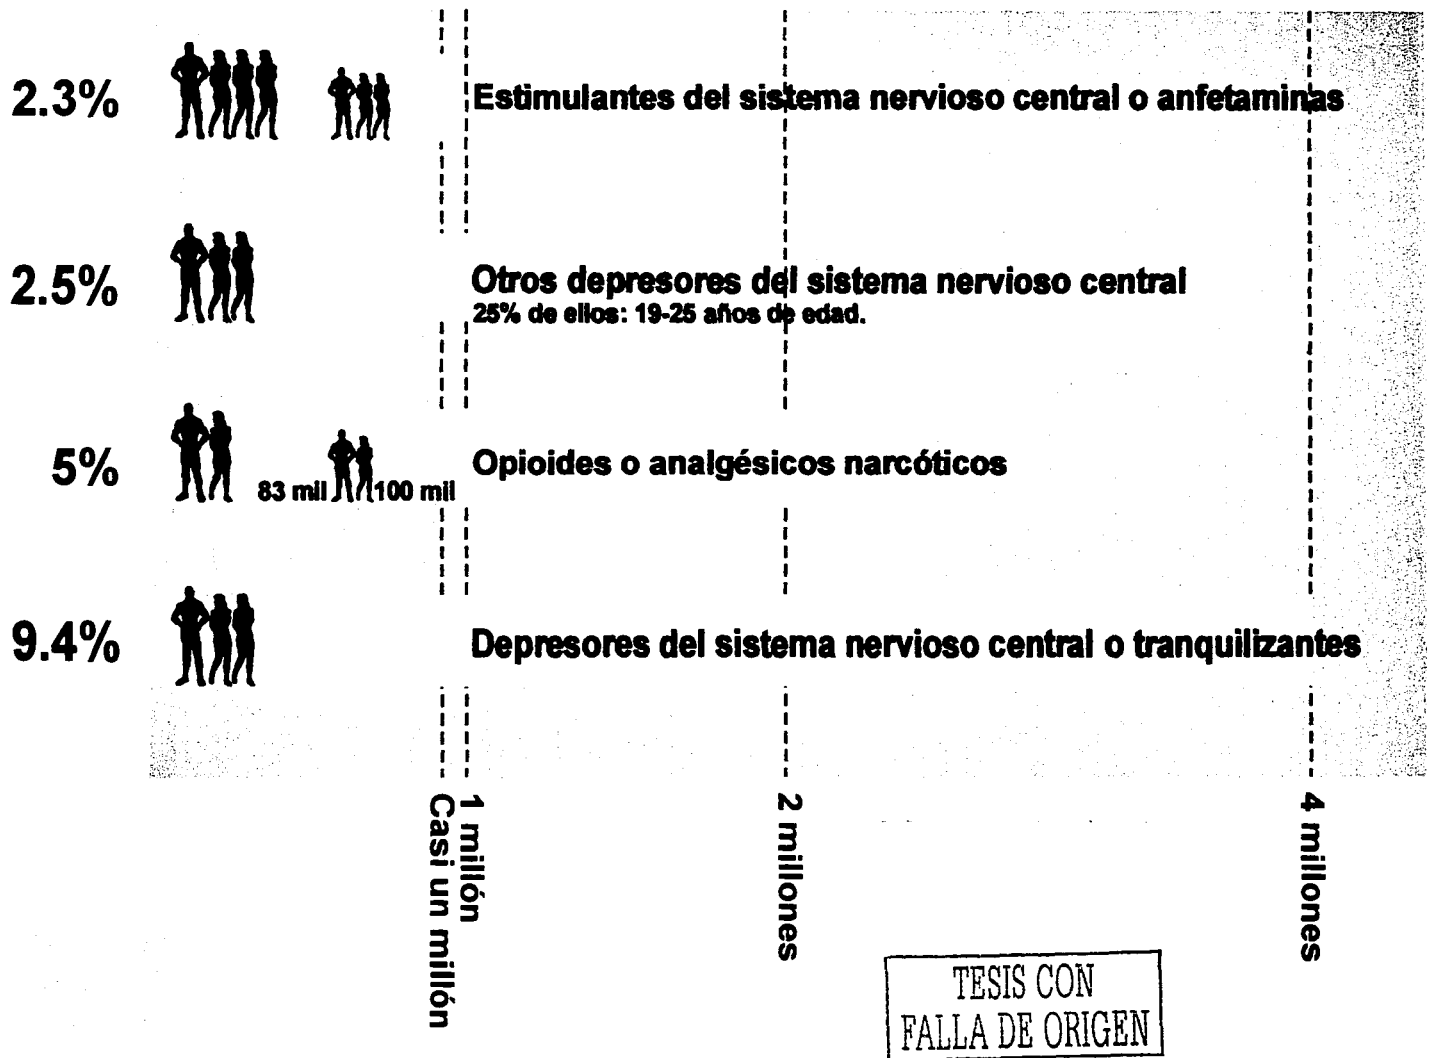 2.3%
Estimulantes del sistema nervioso central o anfetaminas
2.5%
Otros depresores del sistema nervioso central
25% de ellos: 19-25 años de edad.
5%
83 mil
100 mil
Opioides o analgésicos narcóticos
9.4%
Depresores del sistema nervioso central o tranquilizantes
Casi un millón
1 millón
2 millones
4 millones
TESIS CON
FALLA DE ORIGEN